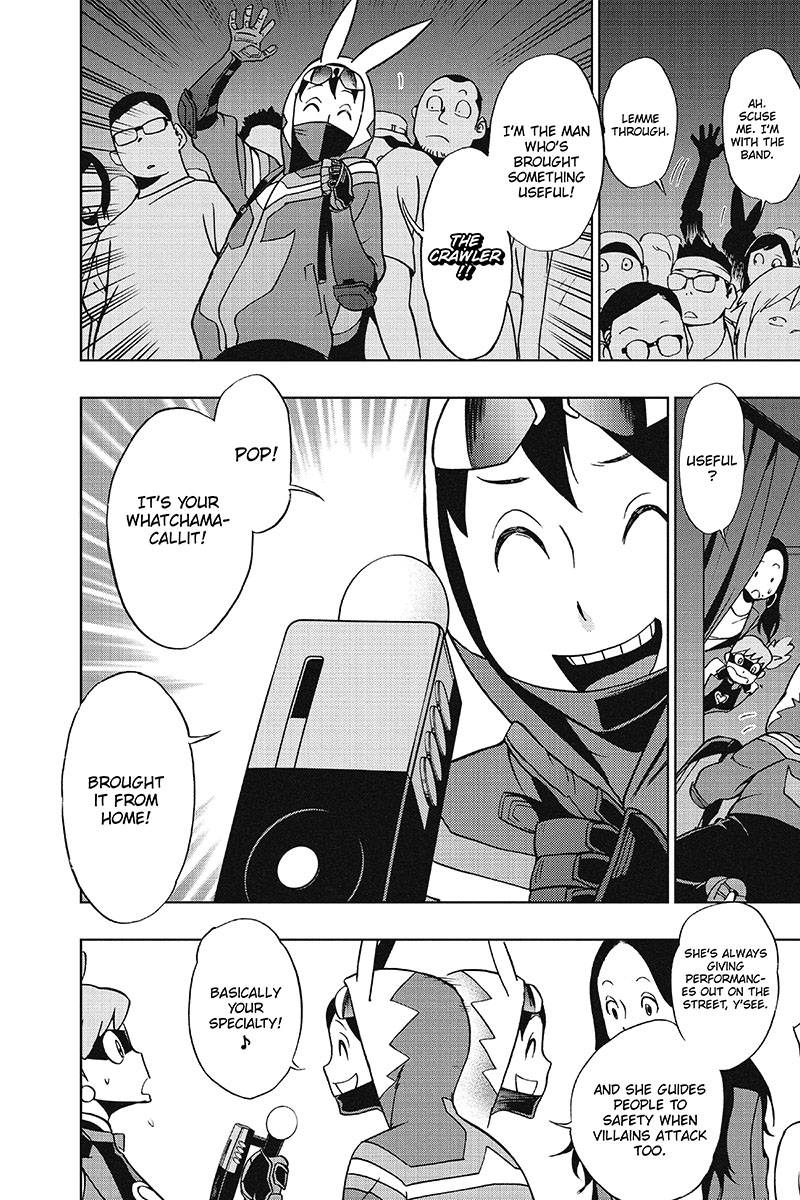 AH.
SCUSE
ME. I'M
WITH THE
BAND.
LEMME
THROUGH.
I'M THE MAN
WHO'S
BROUGHT
SOMETHING
USEFUL!
THE
CRAWLER
!!
USEFUL
?
POP!
IT'S YOUR
WHATCHAMA-
CALLIT!
BROUGHT
IT FROM
HOME!
SHE'S ALWAYS
GIVING
PERFORMANC-
ES OUT ON THE
STREET, Y'SEE.
AND SHE GUIDES
PEOPLE TO
SAFETY WHEN
VILLAINS ATTACK
TOO.
BASICALLY
YOUR
SPECIALTY!
♪